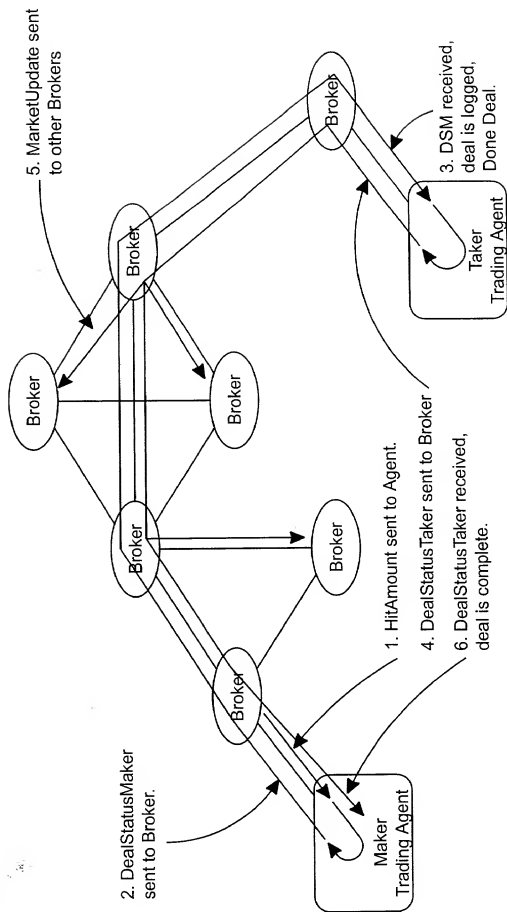 5. MarketUpdate sent
to other Brokers
Broker
Broker
Broker
Broker
Broker
Broker
Broker
2. DealStatusMaker
sent to Broker.
Maker
Trading Agent
1. HitAmount sent to Agent.
4. DealStatusTaker sent to Broker
6. DealStatusTaker received,
deal is complete.
Taker
Trading Agent
3. DSM received,
deal is logged,
Done Deal.